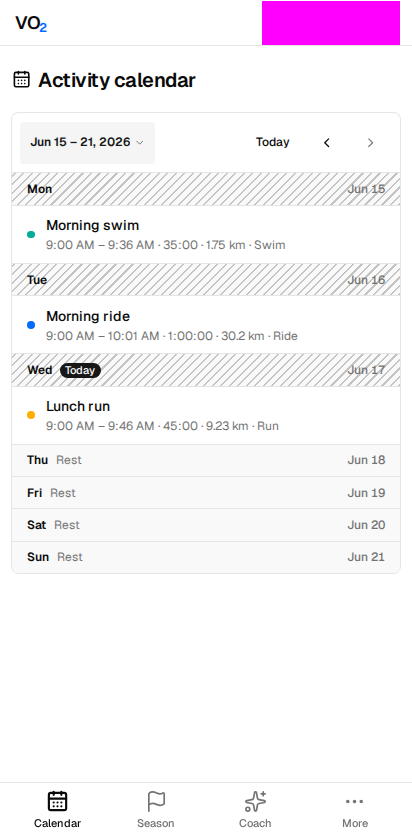 VO2
Activity calendar
Jun 15 – 21, 2026
Today
Mon Jun 15
Morning swim
9:00 AM – 9:36 AM · 35:00 · 1.75 km · Swim
Tue Jun 16
Morning ride
9:00 AM – 10:01 AM · 1:00:00 · 30.2 km · Ride
Wed Today Jun 17
Lunch run
9:00 AM – 9:46 AM · 45:00 · 9.23 km · Run
Thu Rest Jun 18
Fri Rest Jun 19
Sat Rest Jun 20
Sun Rest Jun 21
Calendar Season Coach More